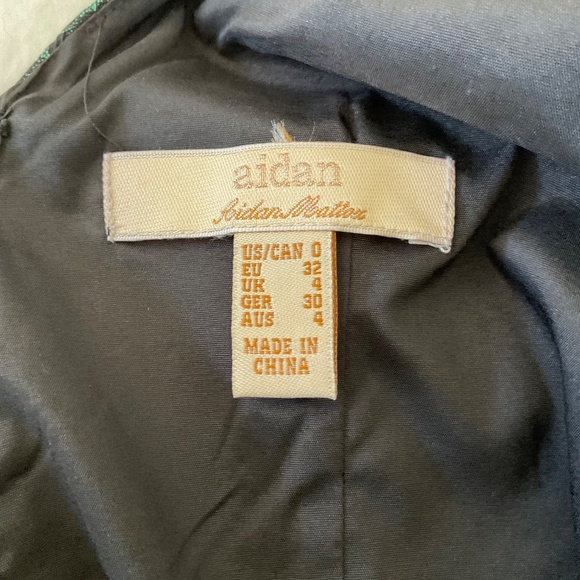 aidan
Aidan Mattox
US/CAN 0
EU 32
UK 4
GER 30
AUS 4
MADE IN
CHINA